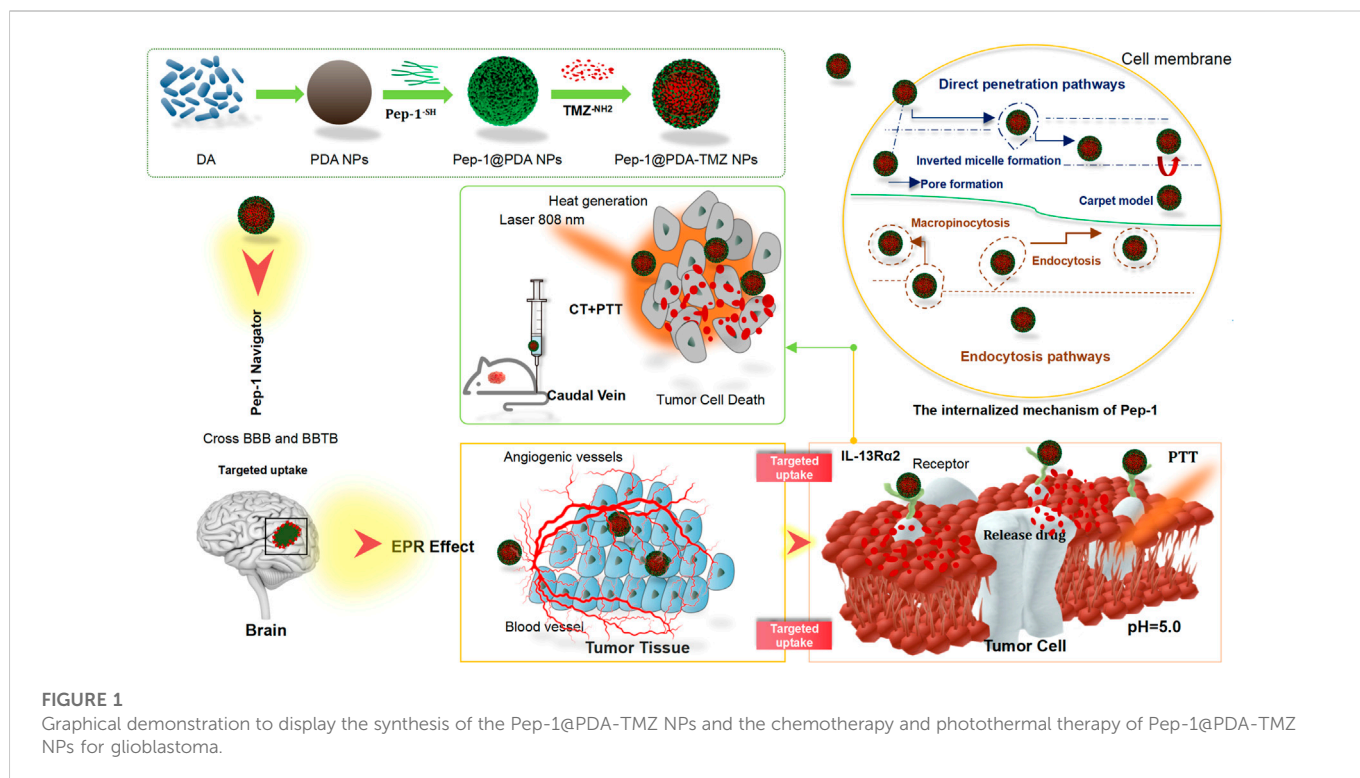 DA
PDA NPs
Pep-1-SH
Pep-1@PDA NPs
TMZ-NH2
Pep-1@PDA-TMZ NPs
Cell membrane
Direct penetration pathways
Inverted micelle formation
Pore formation
Carpet model
Macropinocytosis
Endocytosis
Endocytosis pathways
The internalized mechanism of Pep-1
Pep-1 Navigator
Heat generation
Laser 808 nm
CT+PTT
Caudal Vein
Tumor Cell Death
Cross BBB and BBTB
Targeted uptake
Brain
EPR Effect
Angiogenic vessels
Blood vessel
Tumor Tissue
Targeted
uptake
Targeted
uptake
IL-13Rα2
Receptor
PTT
Release drug
pH=5.0
Tumor Cell
FIGURE 1
Graphical demonstration to display the synthesis of the Pep-1@PDA-TMZ NPs and the chemotherapy and photothermal therapy of Pep-1@PDA-TMZ
NPs for glioblastoma.